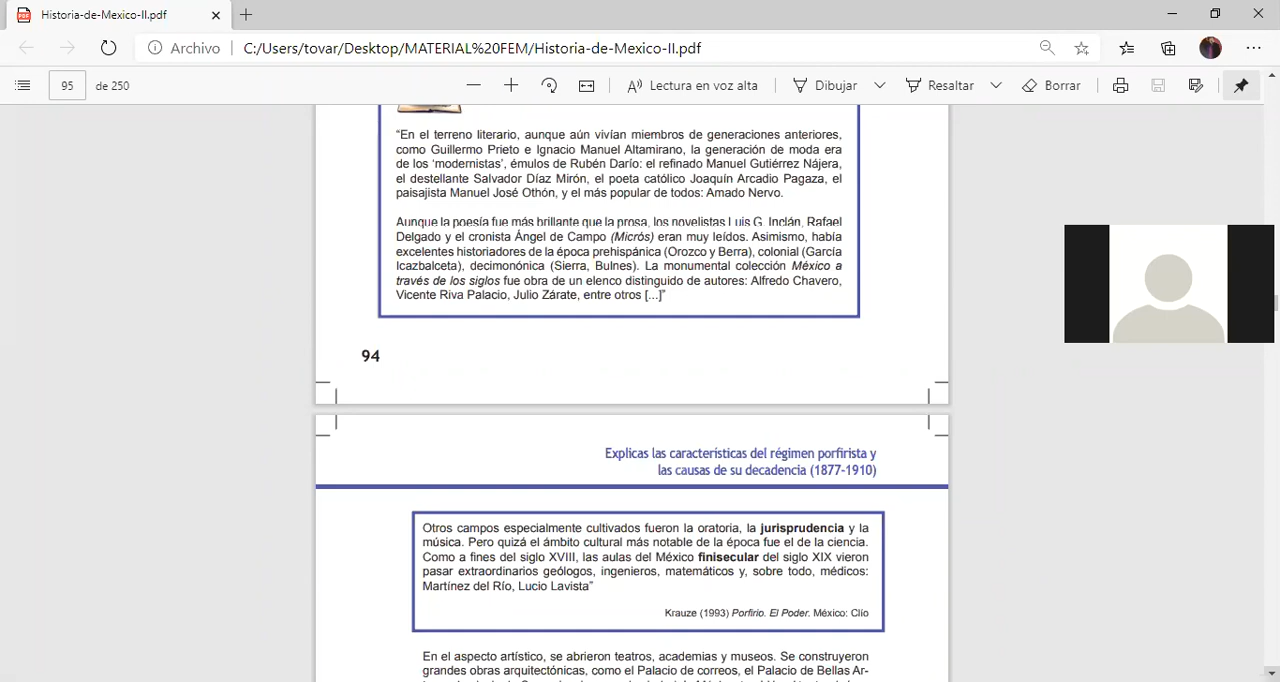 Historia-de-Mexico-II.pdf
Archivo
C:/Users/tovar/Desktop/MATERIAL%20FEM/Historia-de-Mexico-II.pdf
95 de 250
Lectura en voz alta
Dibujar
Resaltar
Borrar
“En el terreno literario, aunque aún vivían miembros de generaciones anteriores,
como Guillermo Prieto e Ignacio Manuel Altamirano, la generación de moda era
de los ‘modernistas’, émulos de Rubén Darío: el refinado Manuel Gutiérrez Nájera,
el destellante Salvador Díaz Mirón, el poeta católico Joaquín Arcadio Pagaza, el
paisajista Manuel José Othón, y el más popular de todos: Amado Nervo.
Aunque la poesía fue más brillante que la prosa, los novelistas Luis G. Inclán, Rafael
Delgado y el cronista Ángel de Campo (Micrós) eran muy leídos. Asimismo, había
excelentes historiadores de la época prehispánica (Orozco y Berra), colonial (García
Icazbalceta), decimonónica (Sierra, Bulnes). La monumental colección México a
través de los siglos fue obra de un elenco distinguido de autores: Alfredo Chavero,
Vicente Riva Palacio, Julio Zárate, entre otros [...]”
94
Explicas las características del régimen porfirista y
las causas de su decadencia (1877-1910)
Otros campos especialmente cultivados fueron la oratoria, la jurisprudencia y la
música. Pero quizá el ámbito cultural más notable de la época fue el de la ciencia.
Como a fines del siglo XVIII, las aulas del México finisecular del siglo XIX vieron
pasar extraordinarios geólogos, ingenieros, matemáticos y, sobre todo, médicos:
Martínez del Río, Lucio Lavista”
Krauze (1993) Porfirio. El Poder. México: Clío
En el aspecto artístico, se abrieron teatros, academias y museos. Se construyeron
grandes obras arquitectónicas, como el Palacio de correos, el Palacio de Bellas Ar-